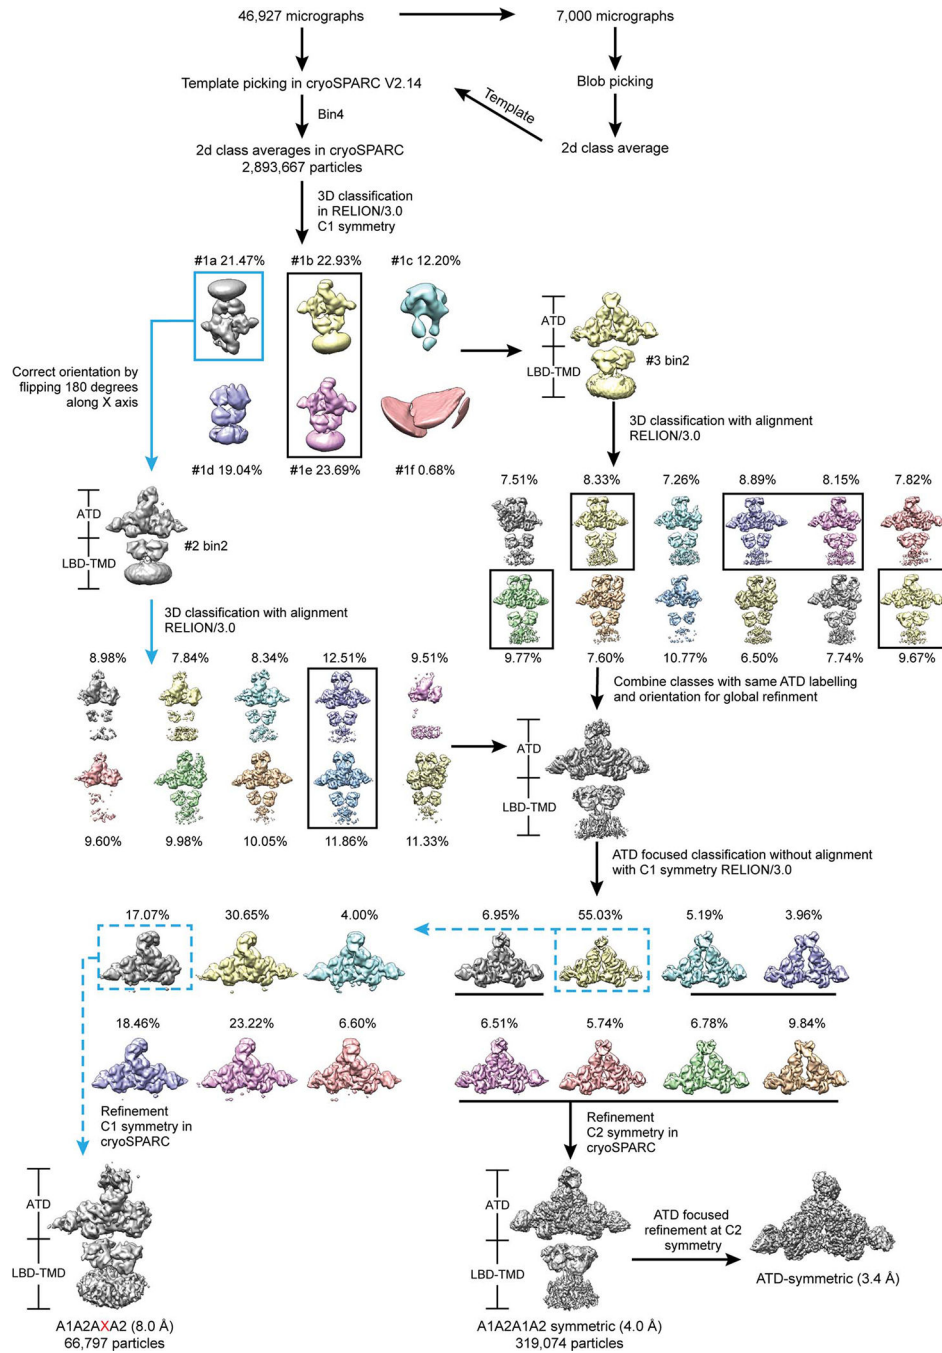 46,927 micrographs
7,000 micrographs
Template picking in cryoSPARC V2.14
Blob picking
Template
Bin4
2d class averages in cryoSPARC
2,893,667 particles
2d class average
3D classification
in RELION/3.0
C1 symmetry
#1a 21.47%
#1b 22.93%
#1c 12.20%
ATD
LBD-TMD
#3 bin2
Correct orientation by
flipping 180 degrees
along X axis
3D classification with alignment
RELION/3.0
#1d 19.04%
#1e 23.69%
#1f 0.68%
7.51%
8.33%
7.26%
8.89%
8.15%
7.82%
ATD
LBD-TMD
#2 bin2
3D classification with alignment
RELION/3.0
9.77%
7.60%
10.77%
6.50%
7.74%
9.67%
8.98%
7.84%
8.34%
12.51%
9.51%
Combine classes with same ATD labelling
and orientation for global refinment
ATD
LBD-TMD
9.60%
9.98%
10.05%
11.86%
11.33%
ATD focused classification without alignment
with C1 symmetry RELION/3.0
17.07%
30.65%
4.00%
6.95%
55.03%
5.19%
3.96%
18.46%
23.22%
6.60%
6.51%
5.74%
6.78%
9.84%
Refinement
C1 symmetry in
cryoSPARC
Refinement
C2 symmetry in
cryoSPARC
ATD
LBD-TMD
ATD
LBD-TMD
ATD focused
refinement at C2
symmetry
ATD-symmetric (3.4 Å)
A1A2AXA2 (8.0 Å)
66,797 particles
A1A2A1A2 symmetric (4.0 Å)
319,074 particles